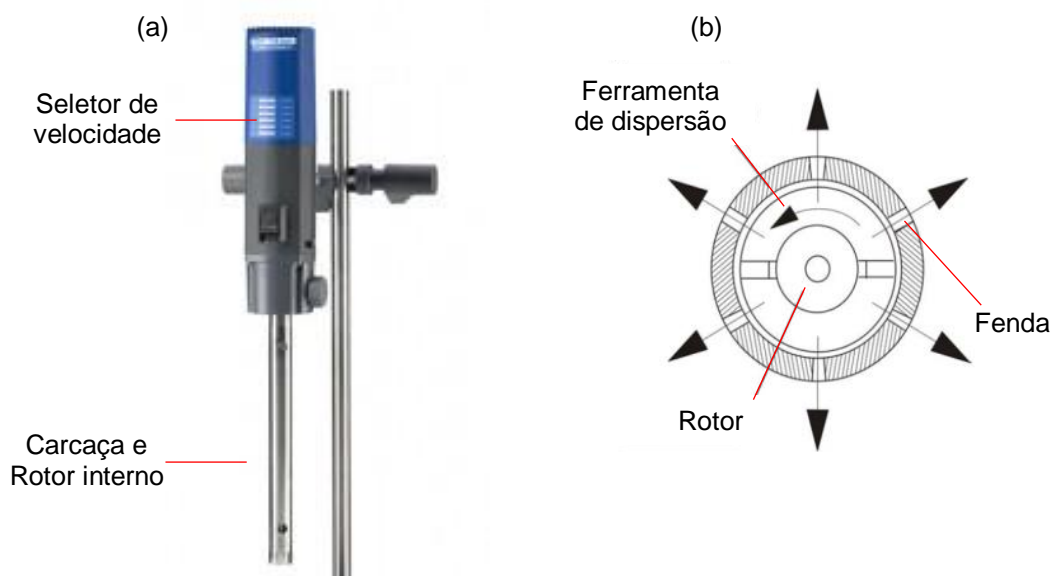 (a)
Seletor de
velocidade
Carcaça e
Rotor interno
(b)
Ferramenta
de dispersão
Fenda
Rotor